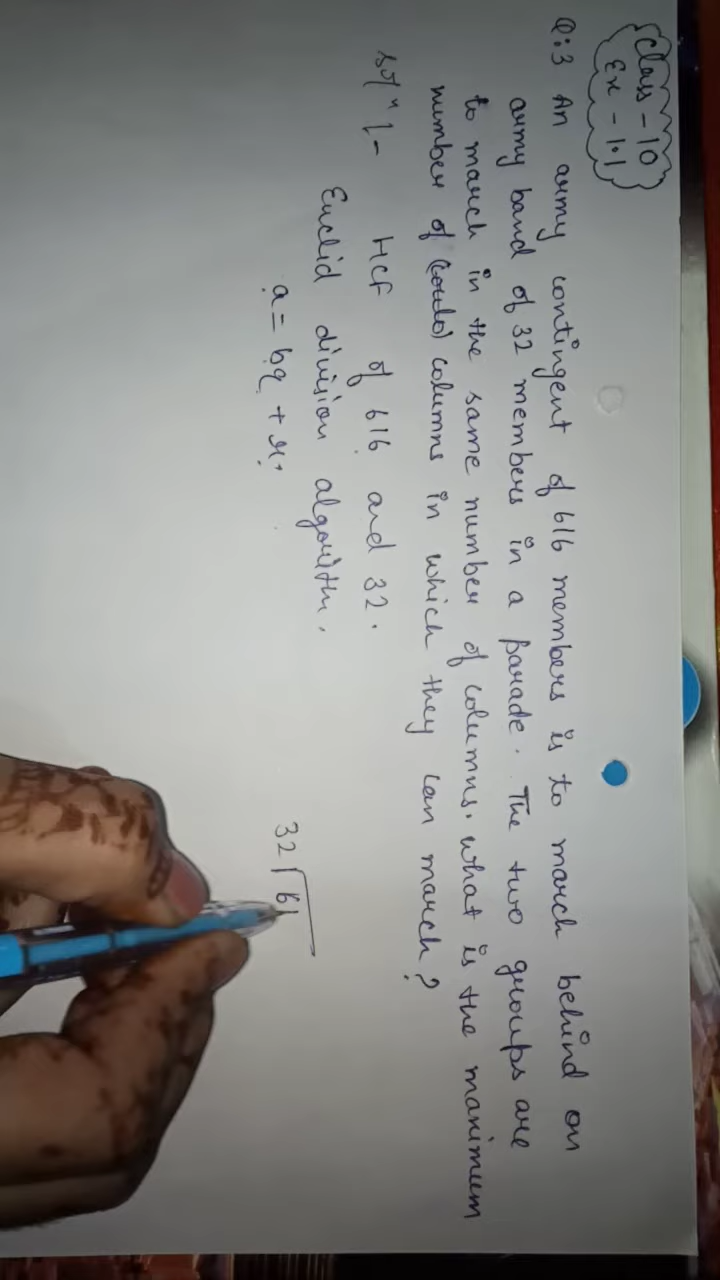 Class - 10
Ex - 1.1
Q:3 An army contingent of 616 members is to march behind on
army band of 32 members in a parade. The two groups are
to march in the same number of columns. what is the maximum
number of (coulo) columns in which they can march?
solⁿ :- HCF of 616 and 32.
Euclid division algorithm.
a = bq + r.
32 61